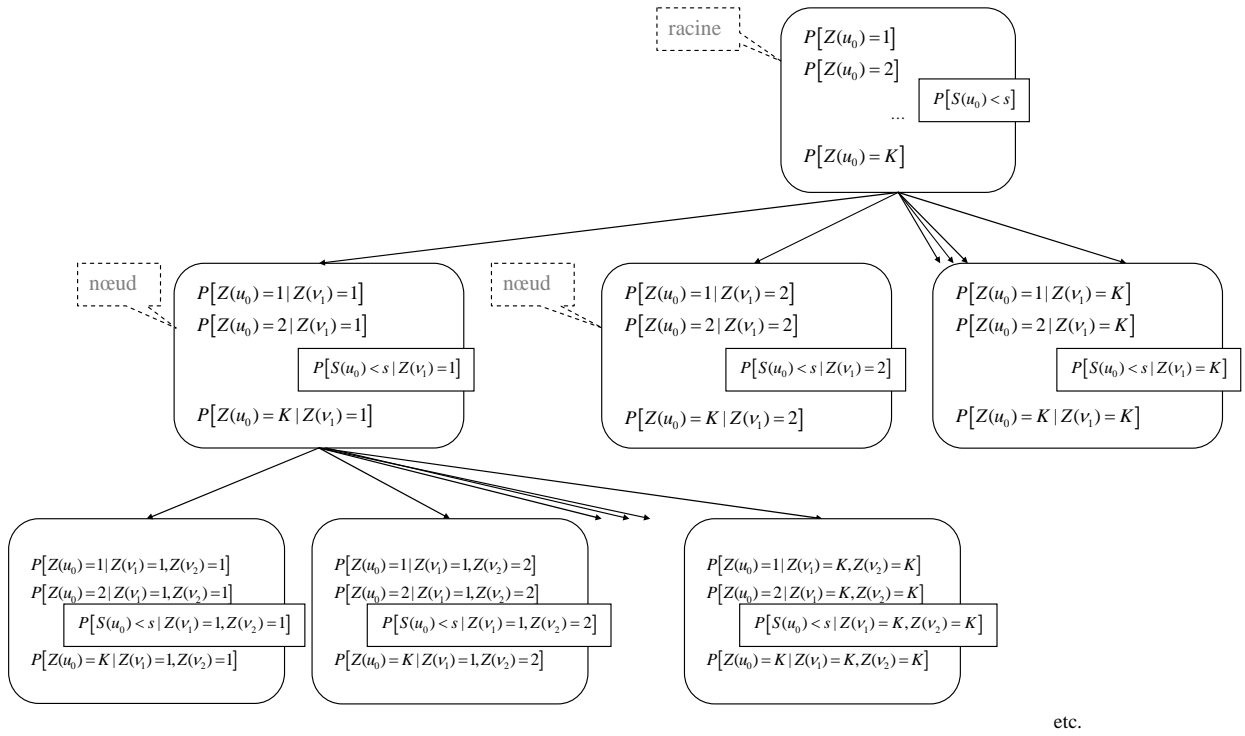 racine
P[Z(u₀)=1]
P[Z(u₀)=2]
P[S(u₀)<s]
...
P[Z(u₀)=K]
nœud
P[Z(u₀)=1|Z(v₁)=1]
P[Z(u₀)=2|Z(v₁)=1]
P[S(u₀)<s|Z(v₁)=1]
P[Z(u₀)=K|Z(v₁)=1]
nœud
P[Z(u₀)=1|Z(v₁)=2]
P[Z(u₀)=2|Z(v₁)=2]
P[S(u₀)<s|Z(v₁)=2]
P[Z(u₀)=K|Z(v₁)=2]
P[Z(u₀)=1|Z(v₁)=K]
P[Z(u₀)=2|Z(v₁)=K]
P[S(u₀)<s|Z(v₁)=K]
P[Z(u₀)=K|Z(v₁)=K]
P[Z(u₀)=1|Z(v₁)=1,Z(v₂)=1]
P[Z(u₀)=2|Z(v₁)=1,Z(v₂)=1]
P[S(u₀)<s|Z(v₁)=1,Z(v₂)=1]
P[Z(u₀)=K|Z(v₁)=1,Z(v₂)=1]
P[Z(u₀)=1|Z(v₁)=1,Z(v₂)=2]
P[Z(u₀)=2|Z(v₁)=1,Z(v₂)=2]
P[S(u₀)<s|Z(v₁)=1,Z(v₂)=2]
P[Z(u₀)=K|Z(v₁)=1,Z(v₂)=2]
P[Z(u₀)=1|Z(v₁)=K,Z(v₂)=K]
P[Z(u₀)=2|Z(v₁)=K,Z(v₂)=K]
P[S(u₀)<s|Z(v₁)=K,Z(v₂)=K]
P[Z(u₀)=K|Z(v₁)=K,Z(v₂)=K]
etc.